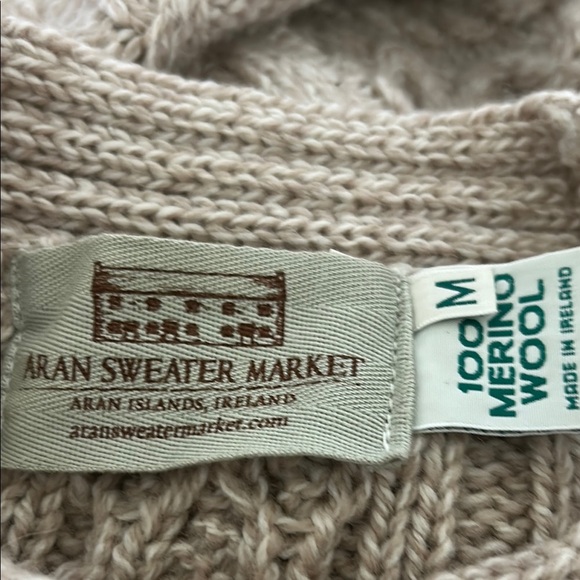 ARAN SWEATER MARKET
ARAN ISLANDS, IRELAND
aransweatermarket.com
M
100%
MERINO
WOOL
MADE IN IRELAND